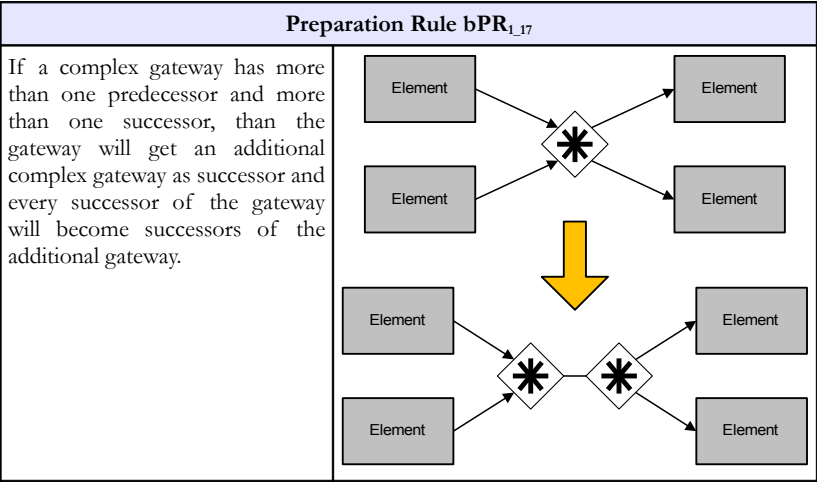 Preparation Rule bPR1_17
If a complex gateway has more
than one predecessor and more
than one successor, than the
gateway will get an additional
complex gateway as successor and
every successor of the gateway
will become successors of the
additional gateway.
Element
Element
Element
Element
Element
Element
Element
Element